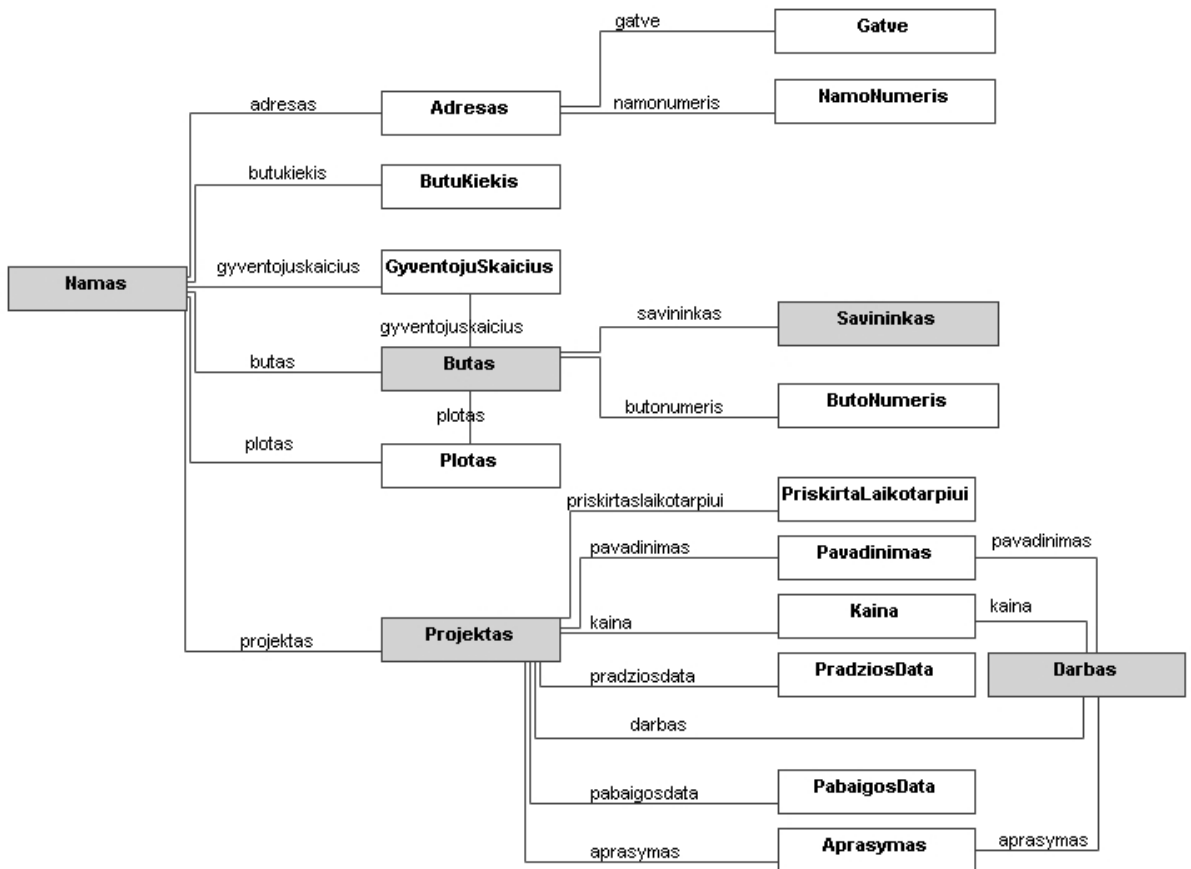 gatve
Gatve
adresas
Adresas
namonumeris
NamoNumeris
butukiekis
ButuKiekis
Namas
gyventojuskaicius
GyventojuSkaicius
gyventojuskaicius
savininkas
Savininkas
butas
Butas
butonumeris
ButoNumeris
plotas
plotas
Plotas
priskirtaslaikotarpiui
PriskirtaLaikotarpiui
pavadinimas
Pavadinimas
pavadinimas
kaina
Kaina
kaina
projektas
Projektas
pradziosdata
PradziosData
Darbas
darbas
pabaigosdata
PabaigosData
aprasymas
Aprasymas
aprasymas